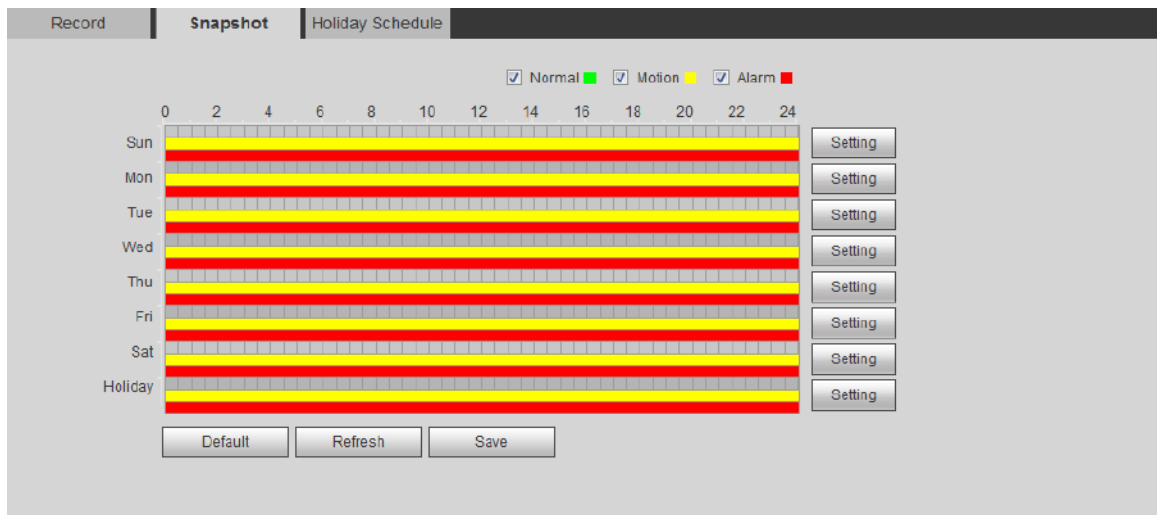 Record Snapshot Holiday Schedule
Normal Motion Alarm
0 2 4 6 8 10 12 14 16 18 20 22 24
Sun Setting
Mon Setting
Tue Setting
Wed Setting
Thu Setting
Fri Setting
Sat Setting
Holiday Setting
Default Refresh Save